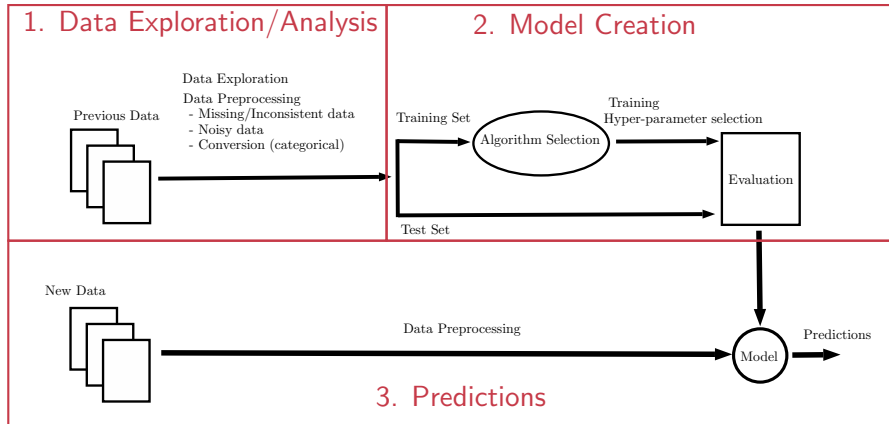 1. Data Exploration/Analysis
Data Exploration
Data Preprocessing
- Missing/Inconsistent data
- Noisy data
- Conversion (categorical)
Previous Data
2. Model Creation
Training Set
Algorithm Selection
Training
Hyper-parameter selection
Evaluation
Test Set
New Data
Data Preprocessing
Model
Predictions
3. Predictions